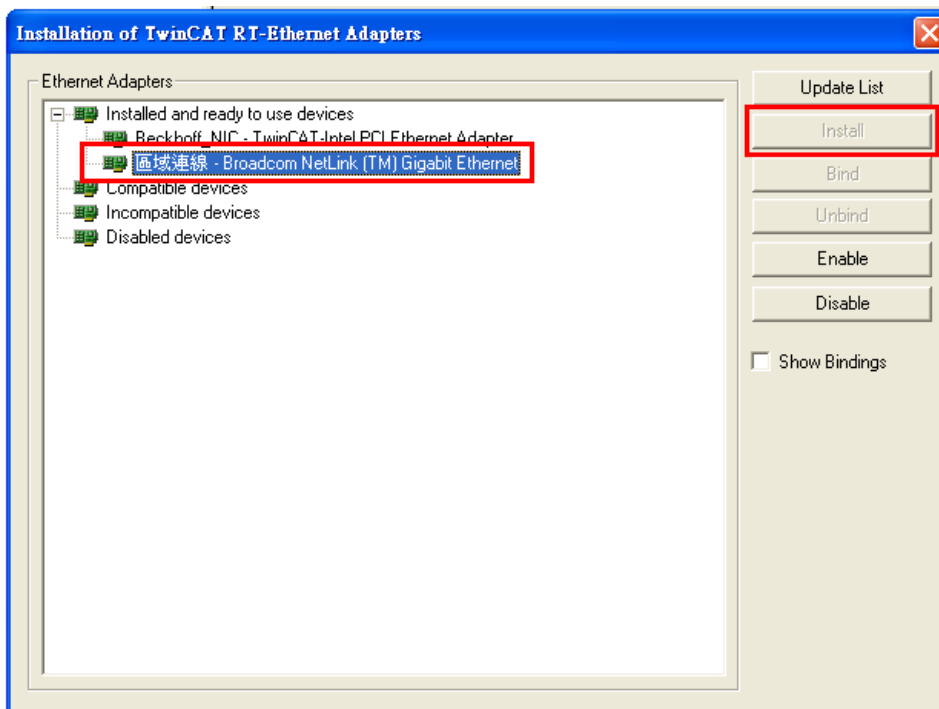 Installation of TwinCAT RT-Ethernet Adapters
Ethernet Adapters
Installed and ready to use devices
Beckhoff_NIC - TwinCAT-Intel PCI Ethernet Adapter
區域連線 - Broadcom NetLink (TM) Gigabit Ethernet
Compatible devices
Incompatible devices
Disabled devices
Update List
Install
Bind
Unbind
Enable
Disable
Show Bindings